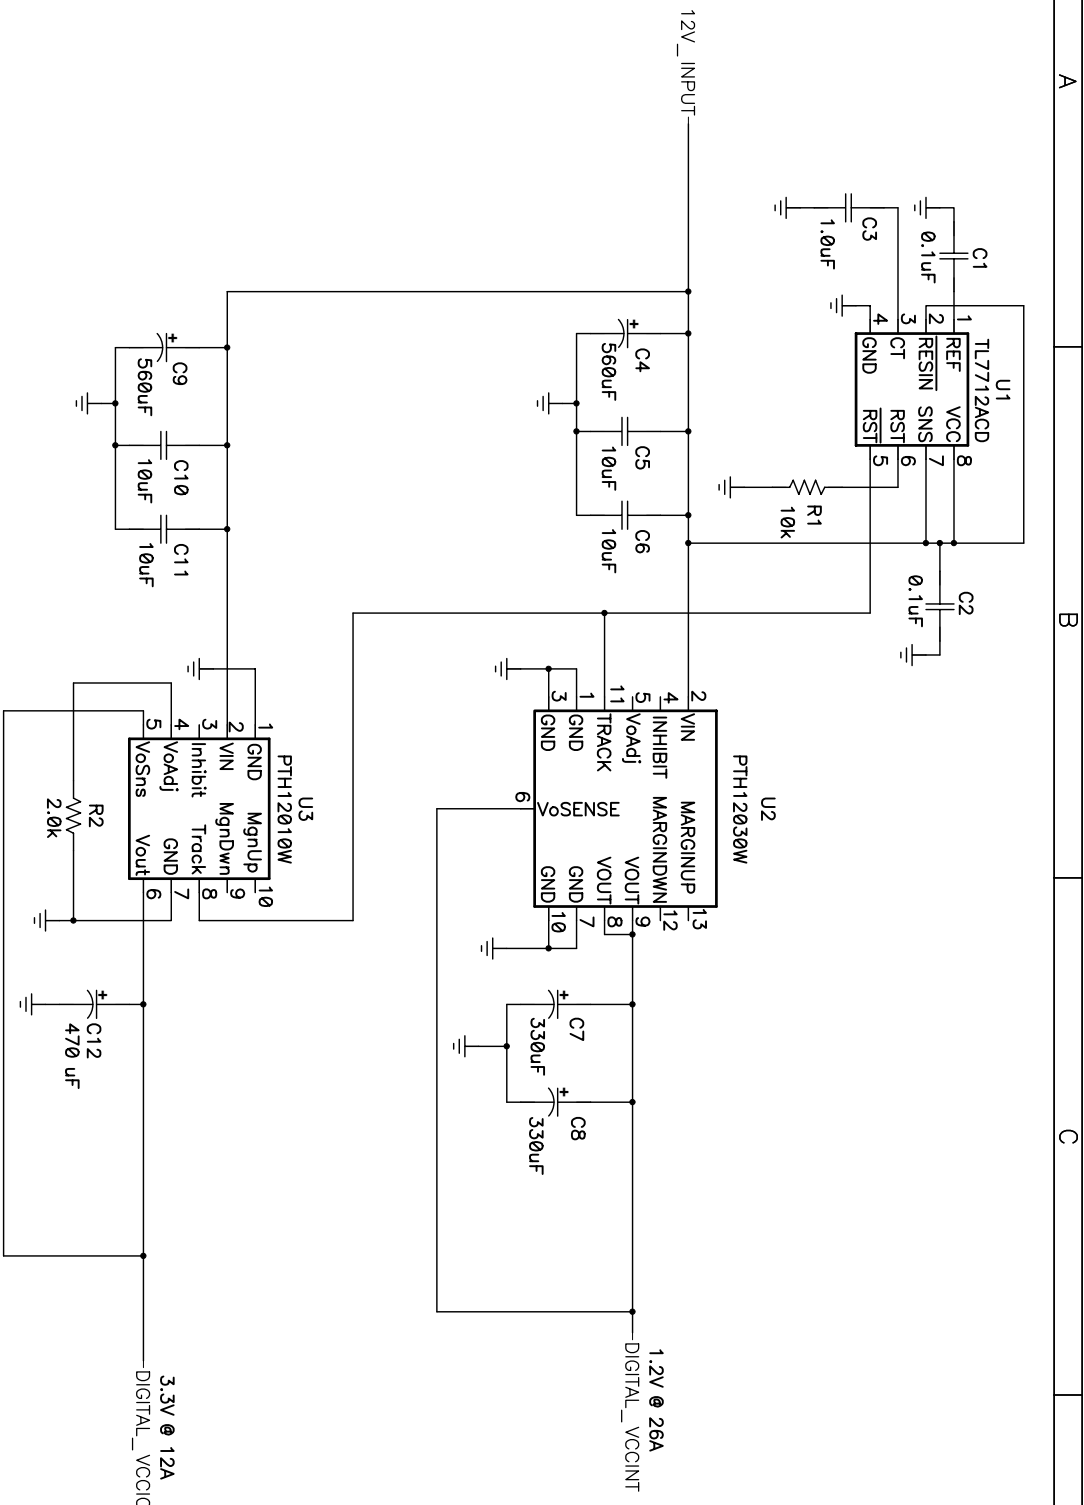 A
B
C
12V_INPUT
C3
1.0uF
C1
0.1uF
U1
TL7712ACD
1
2
3
4
REF
RESIN
CT
GND
VCC
SNS
RST
RST
8
7
6
5
R1
10k
C2
0.1uF
C4
560uF
C5
10uF
C6
10uF
C9
560uF
C10
10uF
C11
10uF
U2
PTH12030W
2
4
5
11
1
3
VIN
INHIBIT
VoAdj
TRACK
GND
GND
6
VoSENSE
MARGINUP
MARGINDWN
VOUT
VOUT
GND
GND
13
12
9
8
7
10
C7
330uF
C8
330uF
1.2V @ 26A
DIGITAL_VCCINT
U3
PTH12010W
1
2
3
4
5
GND
VIN
Inhibit
VoAdj
VoSns
MgnUp
MgnDwn
Track
GND
Vout
10
9
8
7
6
R2
2.0k
C12
470 uF
3.3V @ 12A
DIGITAL_VCCIO